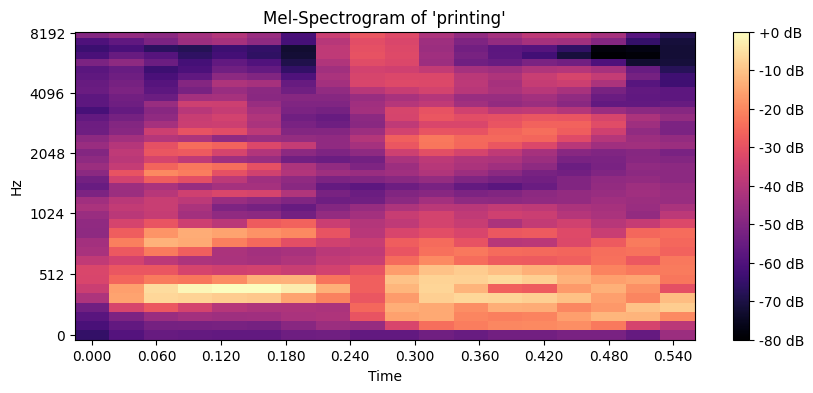 Mel-Spectrogram of 'printing'
8192
4096
2048
1024
512
0
Hz
0.000 0.060 0.120 0.180 0.240 0.300 0.360 0.420 0.480 0.540
Time
+0 dB
-10 dB
-20 dB
-30 dB
-40 dB
-50 dB
-60 dB
-70 dB
-80 dB